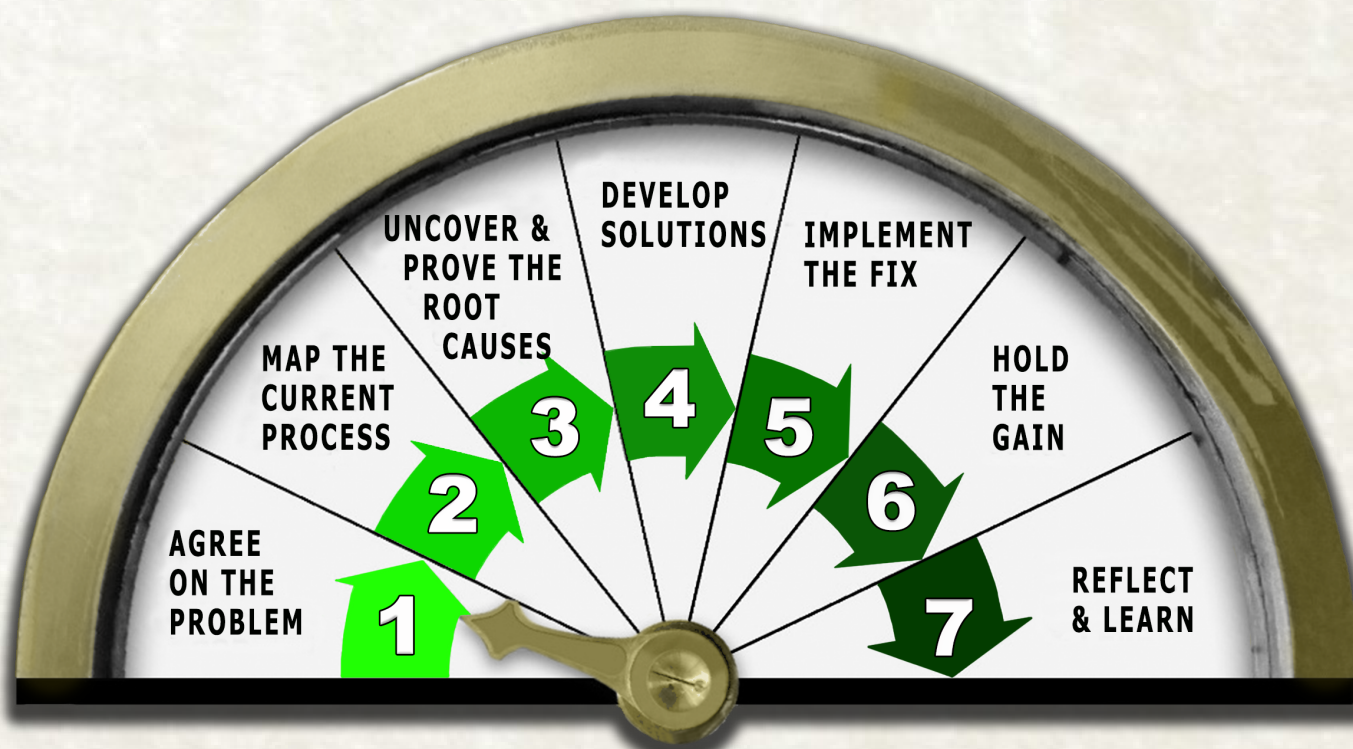 AGREE
ON THE
PROBLEM
1
MAP THE
CURRENT
PROCESS
2
UNCOVER &
PROVE THE
ROOT
CAUSES
3
DEVELOP
SOLUTIONS
4
IMPLEMENT
THE FIX
5
HOLD
THE
GAIN
6
REFLECT
& LEARN
7